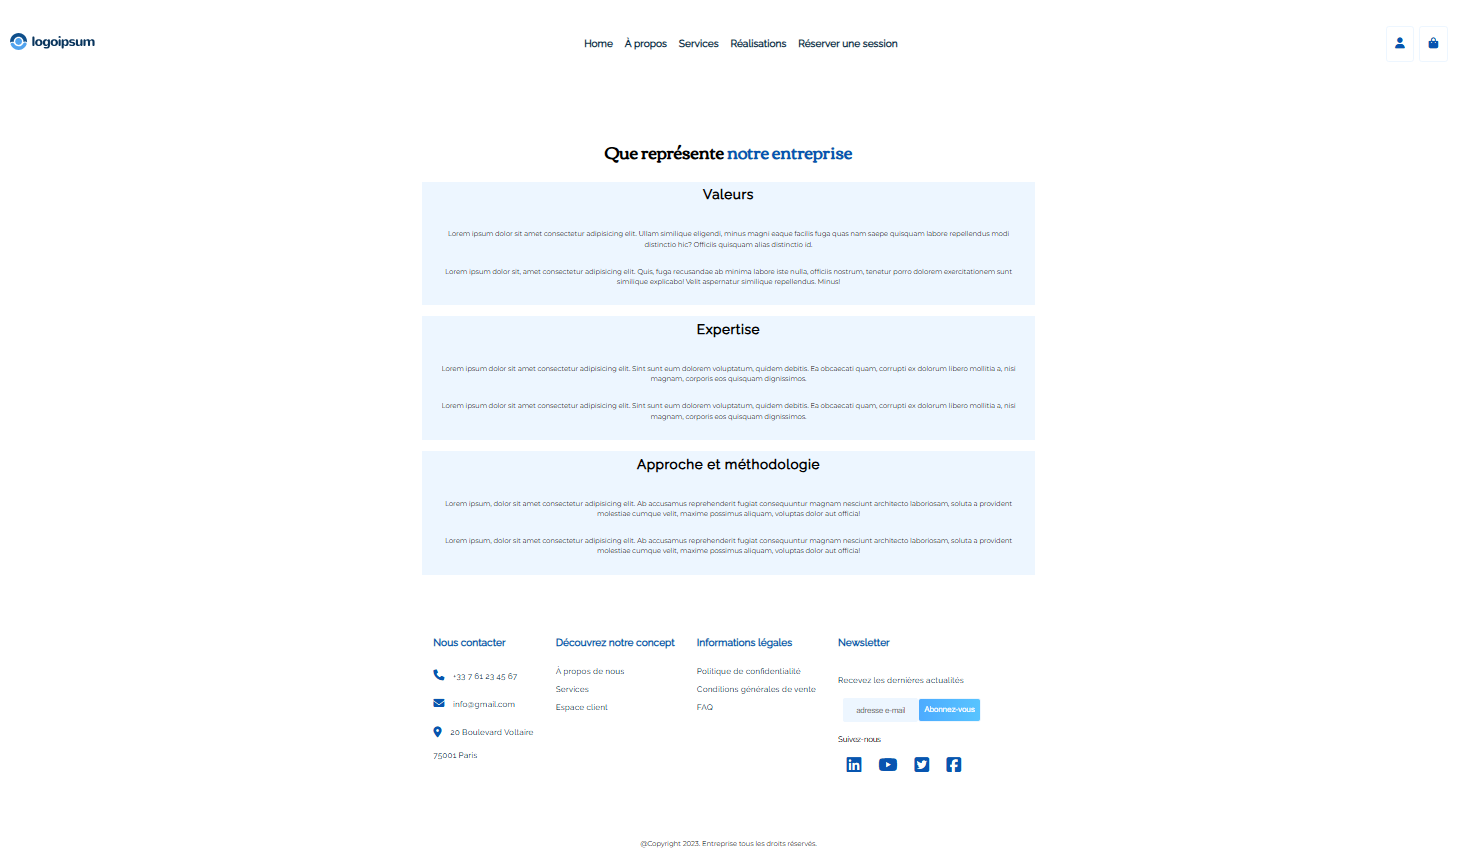 logoipsum
Home À propos Services Réalisations Réserver une session
Que représente notre entreprise
Valeurs
Lorem ipsum dolor sit amet consectetur adipisicing elit. Ullam similique eligendi, minus magni eaque facilis fuga quas nam saepe quisquam labore repellendus modi
distinctio hic? Officiis quisquam alias distinctio id.
Lorem ipsum dolor sit, amet consectetur adipisicing elit. Quis, fuga recusandae ab minima labore iste nulla, officiis nostrum, tenetur porro dolorem exercitationem sunt
similique explicabo! Velit aspernatur similique repellendus. Minus!
Expertise
Lorem ipsum dolor sit amet consectetur adipisicing elit. Sint sunt eum dolorem voluptatum, quidem debitis. Ea obcaecati quam, corrupti ex dolorum libero mollitia a, nisi
magnam, corporis eos quisquam dignissimos.
Lorem ipsum dolor sit amet consectetur adipisicing elit. Sint sunt eum dolorem voluptatum, quidem debitis. Ea obcaecati quam, corrupti ex dolorum libero mollitia a, nisi
magnam, corporis eos quisquam dignissimos.
Approche et méthodologie
Lorem ipsum, dolor sit amet consectetur adipisicing elit. Ab accusamus reprehenderit fugiat consequuntur magnam nesciunt architecto laboriosam, soluta a provident
molestiae cumque velit, maxime possimus aliquam, voluptas dolor aut officia!
Lorem ipsum, dolor sit amet consectetur adipisicing elit. Ab accusamus reprehenderit fugiat consequuntur magnam nesciunt architecto laboriosam, soluta a provident
molestiae cumque velit, maxime possimus aliquam, voluptas dolor aut officia!
Nous contacter
+33 7 61 23 45 67
info@gmail.com
20 Boulevard Voltaire
75001 Paris
Découvrez notre concept
À propos de nous
Services
Espace client
Informations légales
Politique de confidentialité
Conditions générales de vente
FAQ
Newsletter
Recevez les dernières actualités
adresse e-mail Abonnez-vous
Suivez-nous
@Copyright 2023. Entreprise tous les droits réservés.